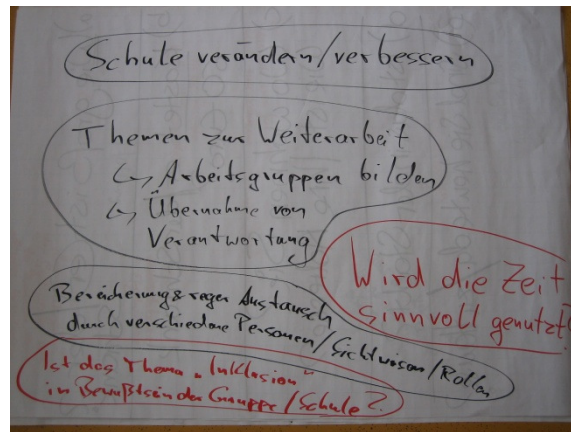 Schule verändern/verbessern
Themen zur Weiterarbeit
↳ Arbeitsgruppen bilden
↳ Übernahme von
Verantwortung
Wird die Zeit
sinnvoll genutzt?
Bereicherung & reger Austausch
durch verschiedene Personen/Sichtweisen/Rollen
Ist das Thema „Inklusion"
in Bewußtsein der Gruppe/Schule?